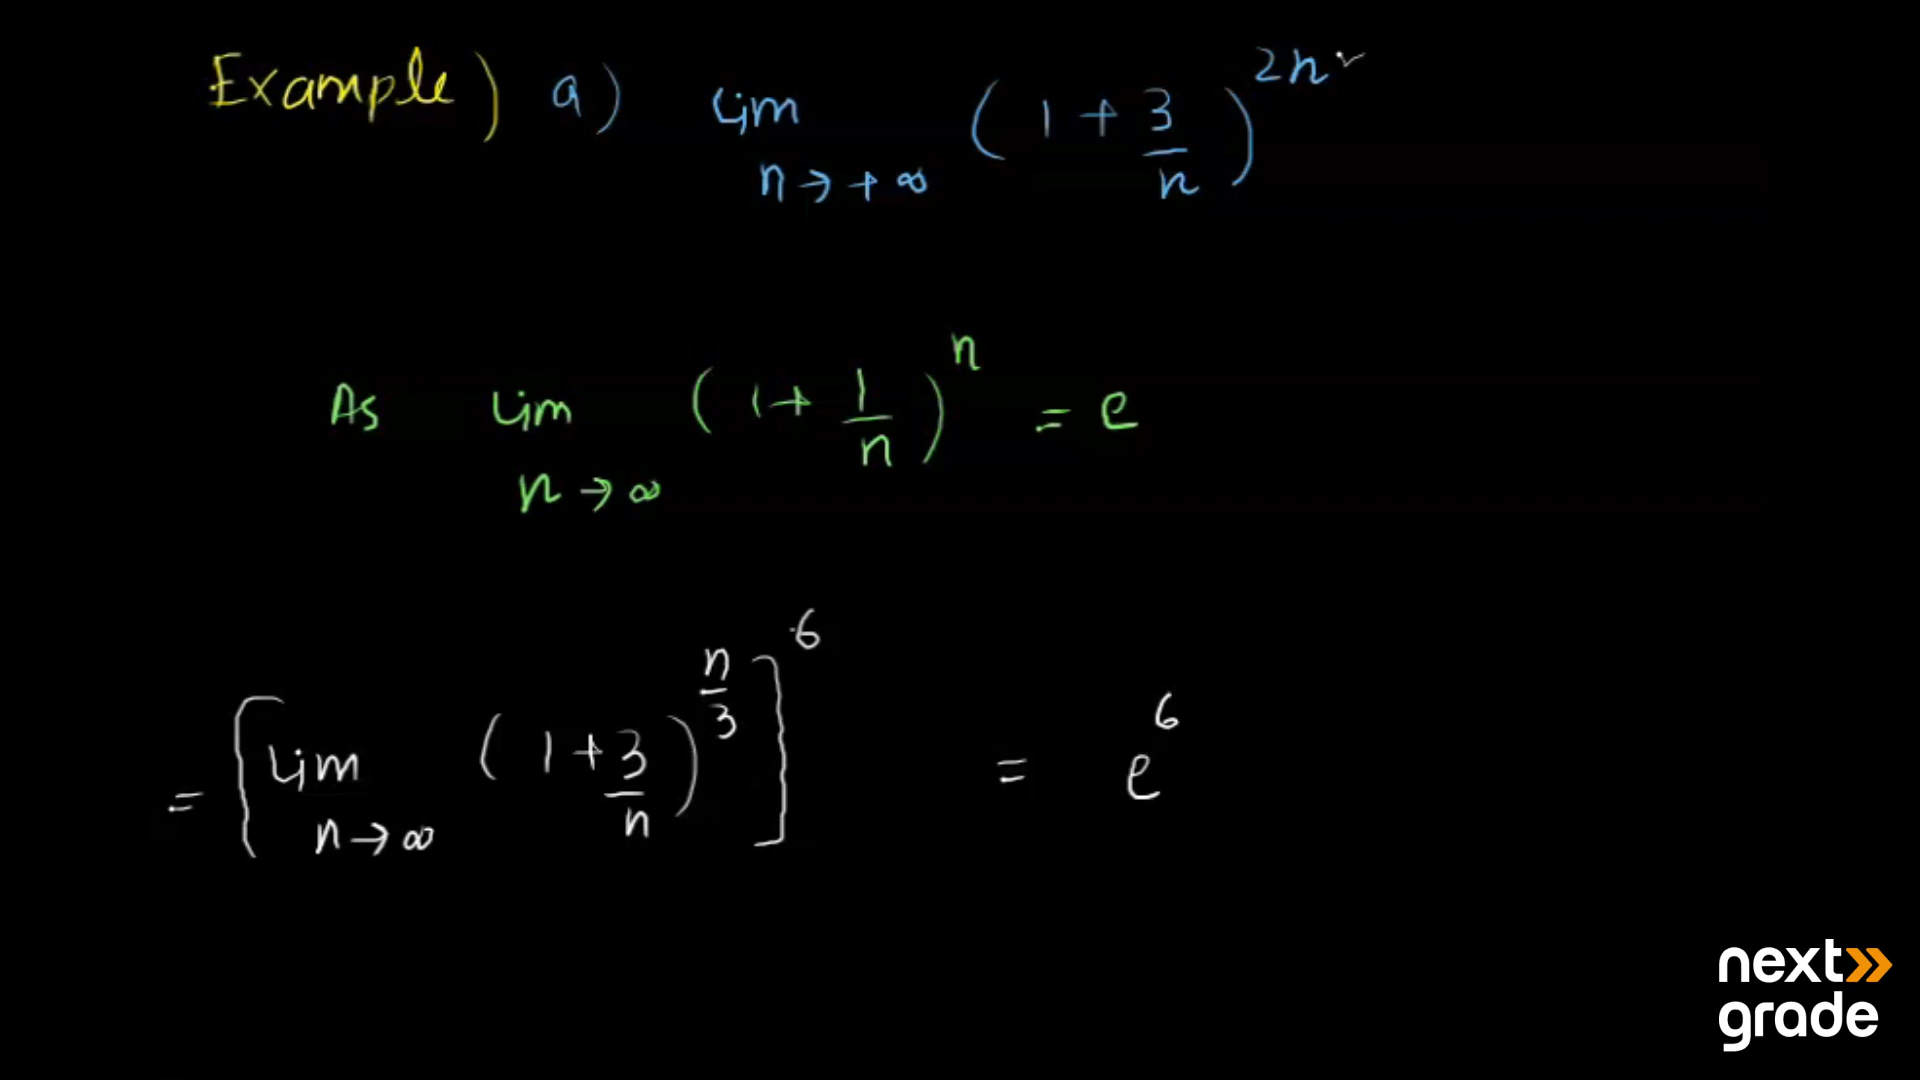 Example) a) lim n→+∞ (1 + 3/n)^2n
As lim n→∞ (1 + 1/n)^n = e
= [lim n→∞ (1 + 3/n)^n/3]^6 = e^6
next
grade